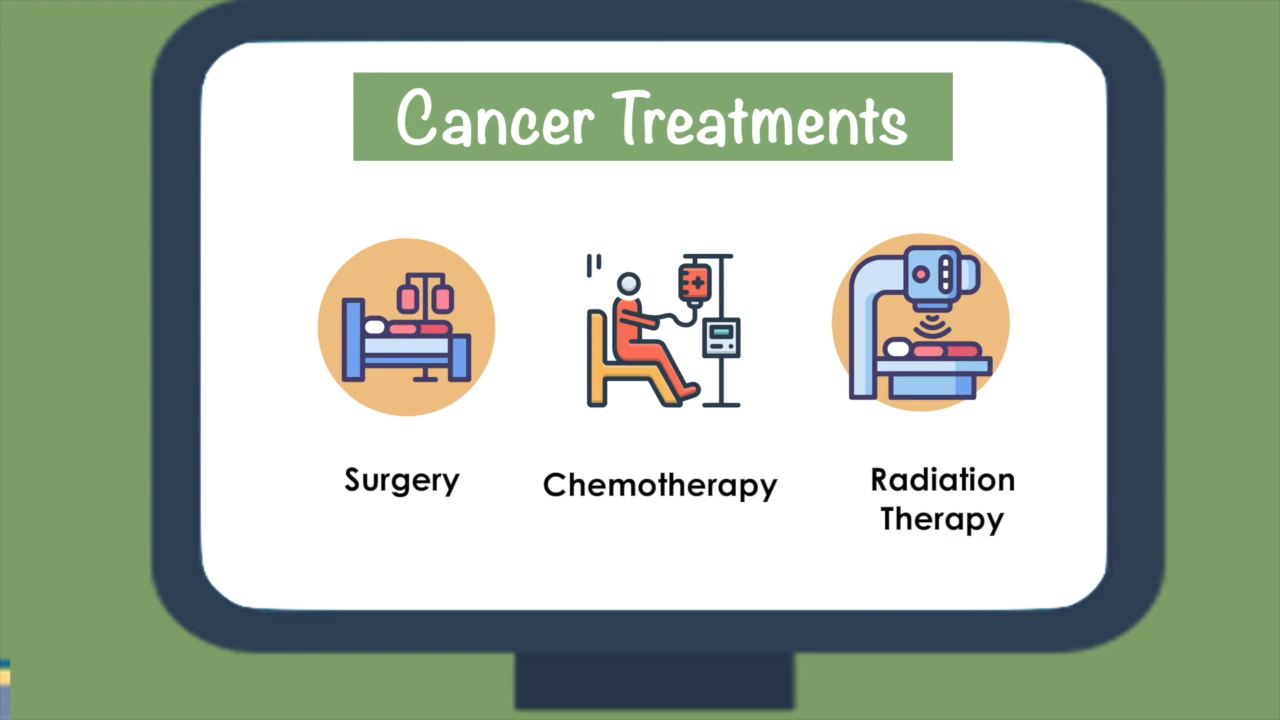 Cancer Treatments
Surgery
Chemotherapy
Radiation
Therapy